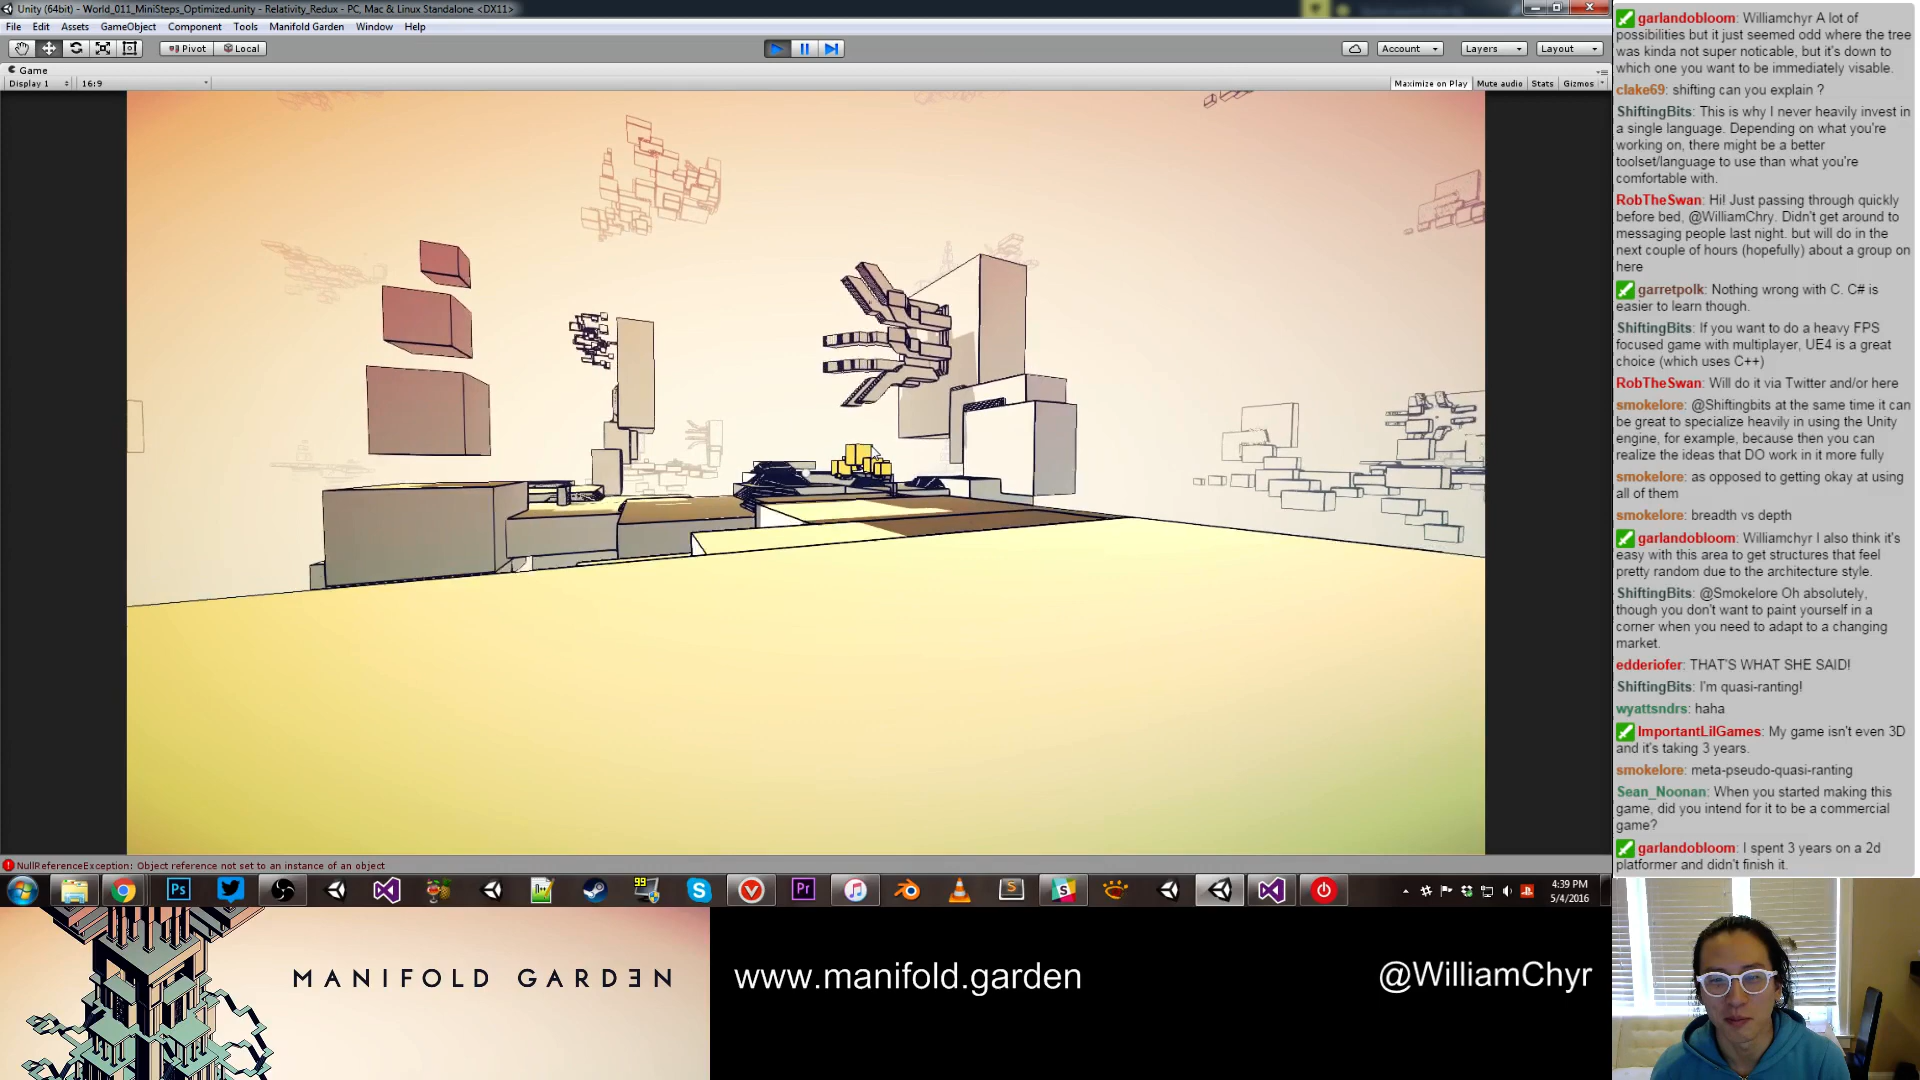 Unity (64bit) - World_011_MiniSteps_Optimized.unity - Relativity_Redux - PC, Mac & Linux Standalone <DX11>
File Edit Assets GameObject Component Tools Manifold Garden Window Help
Pivot Local Account Layers Layout
Game
Display 1 16:9 Maximize on Play Mute audio Stats Gizmos
garlandobloom: Williamchyr A lot of
possibilities but it just seemed odd where the tree
was kinda not super noticable, but it's down to
which one you want to be immediately visable.
clake69: shifting can you explain ?
ShiftingBits: This is why I never heavily invest in
a single language. Depending on what you're
working on, there might be a better
toolset/language to use than what you're
comfortable with.
RobTheSwan: Hi! Just passing through quickly
before bed, @WilliamChry. Didn't get around to
messaging people last night. but will do in the
next couple of hours (hopefully) about a group on
here
garretpolk: Nothing wrong with C. C# is
easier to learn though.
ShiftingBits: If you want to do a heavy FPS
focused game with multiplayer, UE4 is a great
choice (which uses C++)
RobTheSwan: Will do it via Twitter and/or here
smokelore: @Shiftingbits at the same time it can
be great to specialize heavily in using the Unity
engine, for example, because then you can
realize the ideas that DO work in it more fully
smokelore: as opposed to getting okay at using
all of them
smokelore: breadth vs depth
garlandobloom: Williamchyr I also think it's
easy with this area to get structures that feel
pretty random due to the architecture style.
ShiftingBits: @Smokelore Oh absolutely,
though you don't want to paint yourself in a
corner when you need to adapt to a changing
market.
edderiofer: THAT'S WHAT SHE SAID!
ShiftingBits: I'm quasi-ranting!
wyattsndrs: haha
ImportantLilGames: My game isn't even 3D
and it's taking 3 years.
smokelore: meta-pseudo-quasi-ranting
Sean_Noonan: When you started making this
game, did you intend for it to be a commercial
game?
garlandobloom: I spent 3 years on a 2d
platformer and didn't finish it.
NullReferenceException: Object reference not set to an instance of an object
Ps 99 Pr S
4:39 PM
5/4/2016
MANIFOLD GARDEN
www.manifold.garden
@WilliamChyr